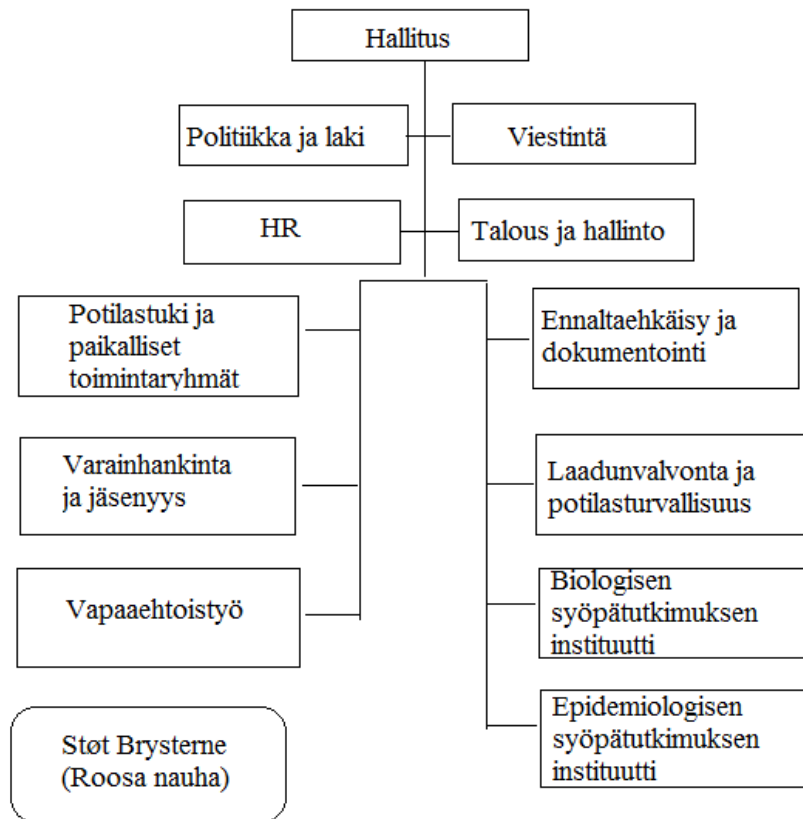 Hallitus
Politiikka ja laki
Viestintä
HR
Talous ja hallinto
Potilastuki ja
paikalliset
toimintaryhmät
Ennaltaehkäisy ja
dokumentointi
Varainhankinta
ja jäsenyys
Laadunvalvonta ja
potilasturvallisuus
Vapaaehtoistyö
Biologisen
syöpätutkimuksen
instituutti
Støt Brysterne
(Roosa nauha)
Epidemiologisen
syöpätutkimuksen
instituutti